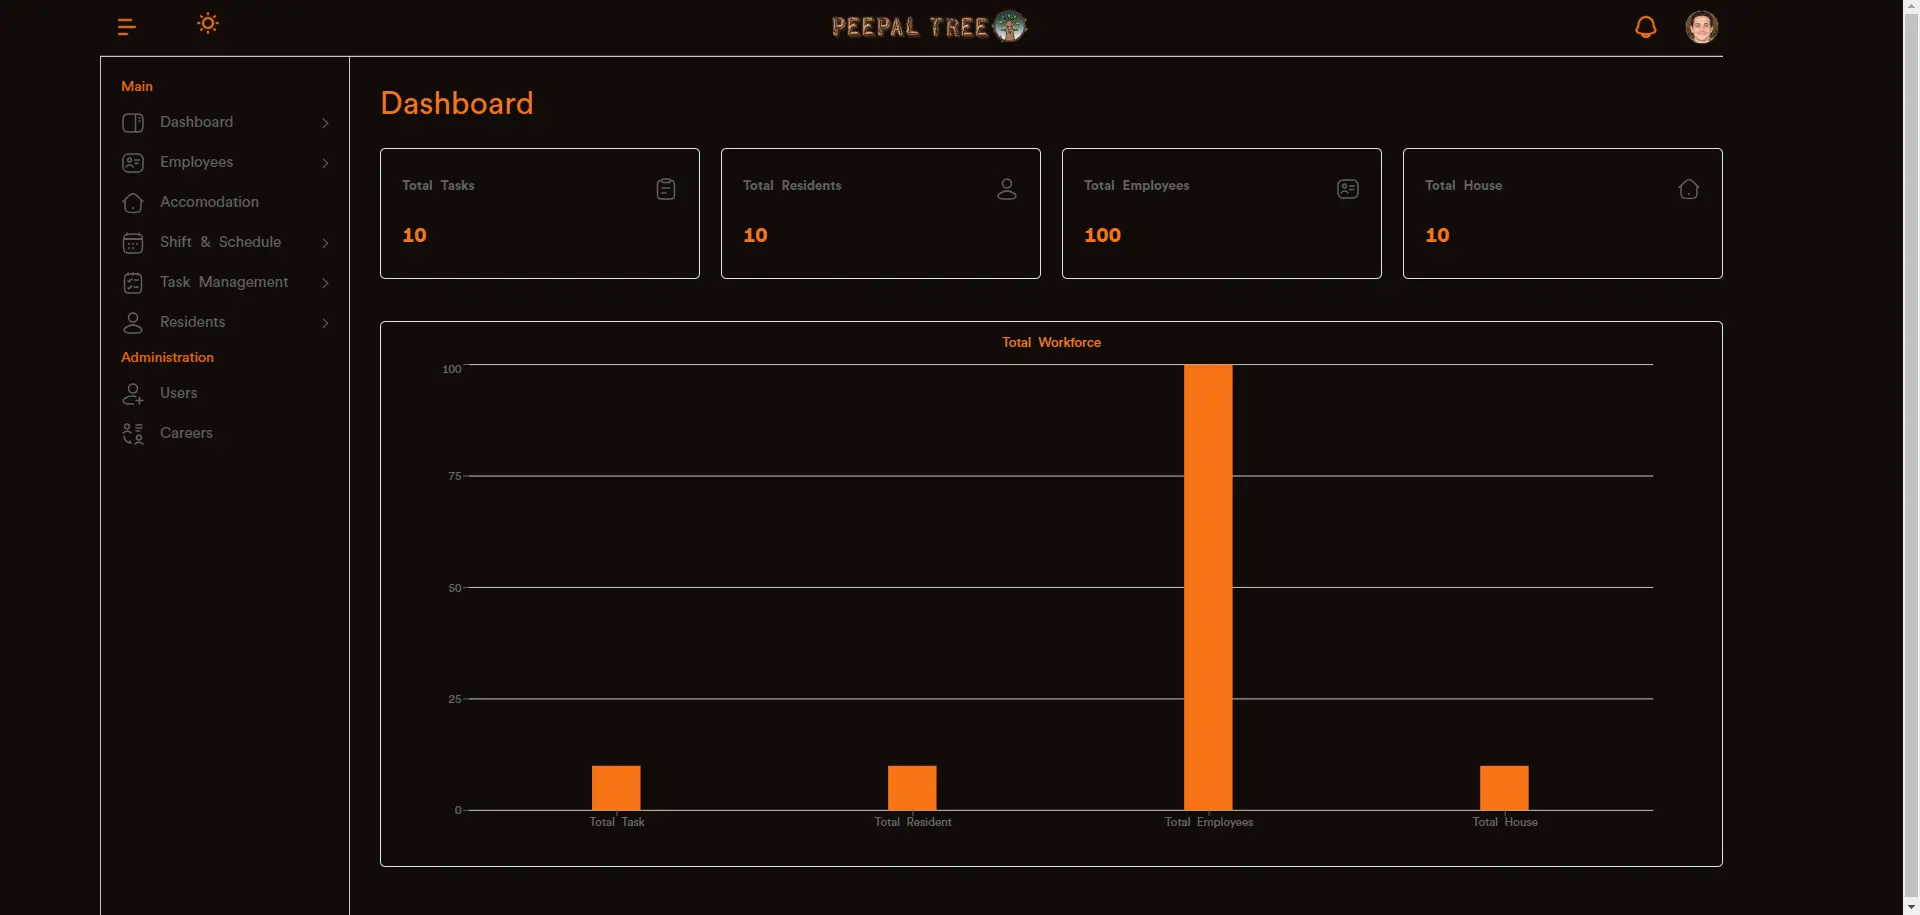 PEEPAL TREE
Main
Dashboard
Employees
Accomodation
Shift & Schedule
Task Management
Residents
Administration
Users
Careers
Dashboard
Total Tasks
10
Total Residents
10
Total Employees
100
Total House
10
Total Workforce
100
75
50
25
0
Total Task
Total Resident
Total Employees
Total House